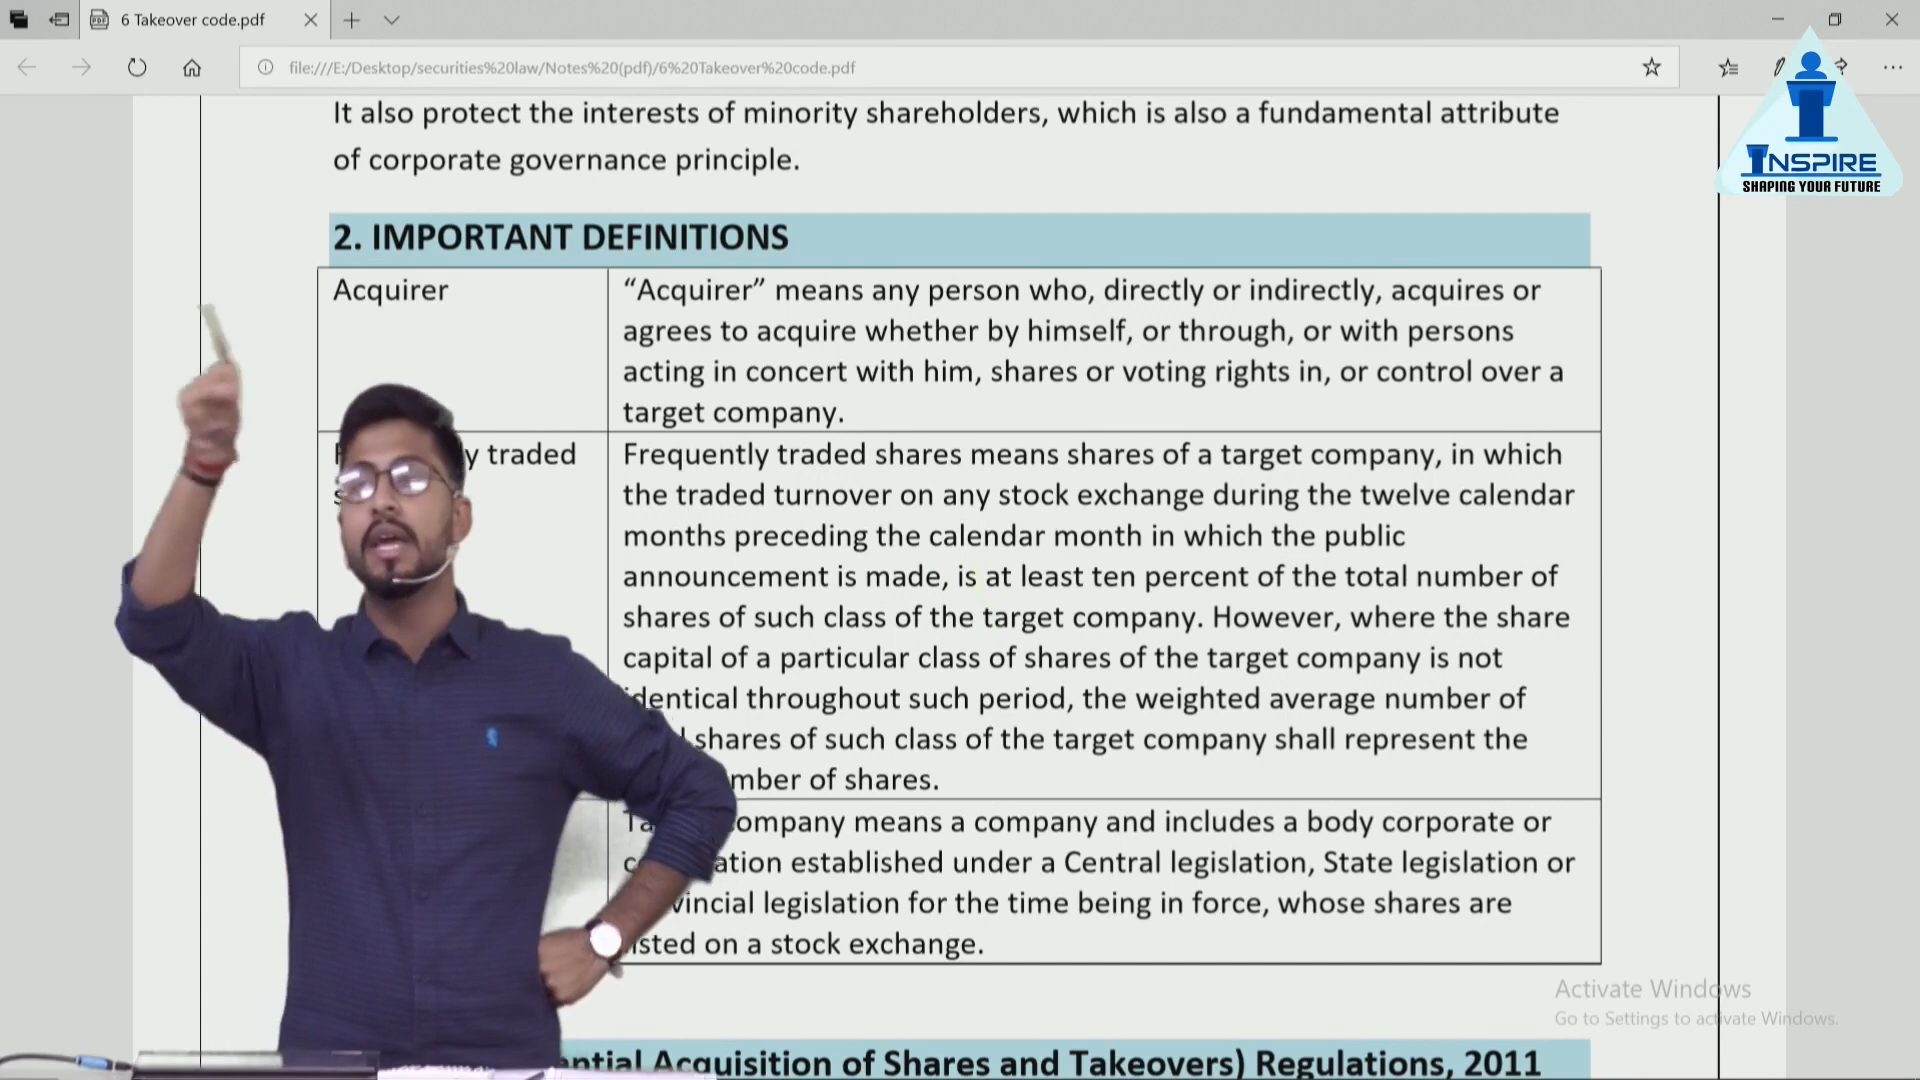 6 Takeover code.pdf
file:///E:/Desktop/securities%20law/Notes%20(pdf)/6%20Takeover%20code.pdf
INSPIRE
SHAPING YOUR FUTURE
It also protect the interests of minority shareholders, which is also a fundamental attribute
of corporate governance principle.
2. IMPORTANT DEFINITIONS
Acquirer
“Acquirer” means any person who, directly or indirectly, acquires or
agrees to acquire whether by himself, or through, or with persons
acting in concert with him, shares or voting rights in, or control over a
target company.
traded
Frequently traded shares means shares of a target company, in which
the traded turnover on any stock exchange during the twelve calendar
months preceding the calendar month in which the public
announcement is made, is at least ten percent of the total number of
shares of such class of the target company. However, where the share
capital of a particular class of shares of the target company is not
identical throughout such period, the weighted average number of
shares of such class of the target company shall represent the
of shares.
company means a company and includes a body corporate or
established under a Central legislation, State legislation or
legislation for the time being in force, whose shares are
listed on a stock exchange.
Activate Windows
Go to Settings to activate Windows.
Acquisition of Shares and Takeovers) Regulations, 2011